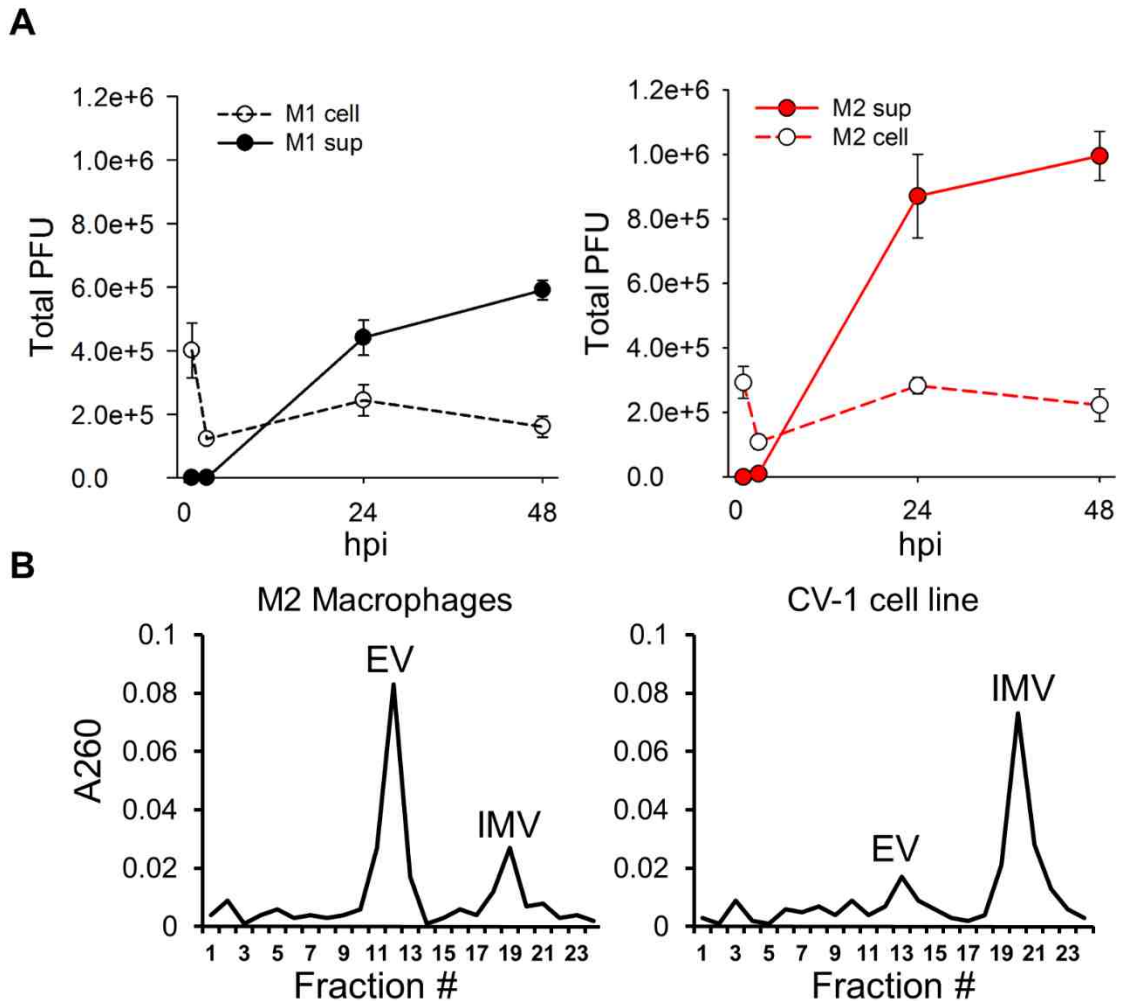 A
1.2e+6
1.0e+6
8.0e+5
6.0e+5
4.0e+5
2.0e+5
0.0
Total PFU
M1 cell
M1 sup
0 24 48
hpi
1.2e+6
1.0e+6
8.0e+5
6.0e+5
4.0e+5
2.0e+5
0.0
Total PFU
M2 sup
M2 cell
0 24 48
hpi
B
M2 Macrophages
0.1
0.08
0.06
0.04
0.02
0
A260
EV
IMV
1 3 5 7 9 11 13 15 17 19 21 23
Fraction #
CV-1 cell line
0.1
0.08
0.06
0.04
0.02
0
EV
IMV
1 3 5 7 9 11 13 15 17 19 21 23
Fraction #